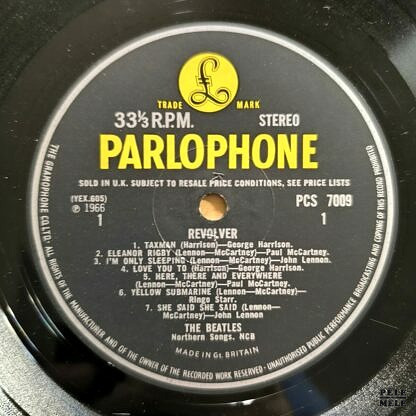 £
TRADE MARK
33⅓ R.P.M. STEREO
PARLOPHONE
SOLD IN U.K. SUBJECT TO RESALE PRICE CONDITIONS, SEE PRICE LISTS
(YEX.605) PCS 7009
Ⓟ 1966
1 1
REVOLVER
1. TAXMAN (Harrison)—George Harrison.
2. ELEANOR RIGBY (Lennon—McCartney)—Paul McCartney.
3. I'M ONLY SLEEPING (Lennon—McCartney)—John Lennon.
4. LOVE YOU TO (Harrison)—George Harrison.
5. HERE, THERE AND EVERYWHERE
(Lennon—McCartney)—Paul McCartney.
6. YELLOW SUBMARINE (Lennon—McCartney)—
Ringo Starr.
7. SHE SAID SHE SAID (Lennon—
McCartney)—John Lennon
THE BEATLES
Northern Songs, NCB
MADE IN Gt. BRITAIN
THE GRAMOPHONE CO. LTD. ALL RIGHTS OF THE MANUFACTURER AND OF THE OWNER OF THE RECORDED WORK RESERVED · UNAUTHORISED PUBLIC PERFORMANCE, BROADCASTING AND COPYING OF THIS RECORD PROHIBITED
PELE
MELE